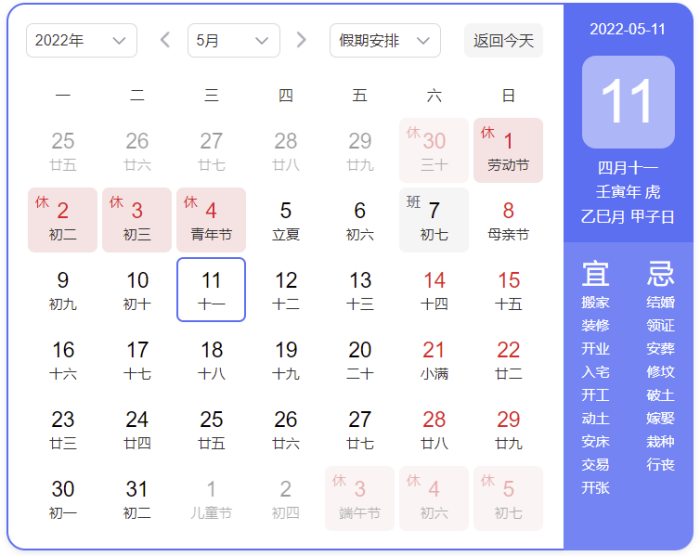 2022年 5月 假期安排 返回今天
一 二 三 四 五 六 日
25 26 27 28 29 休 30 休 1
廿五 廿六 廿七 廿八 廿九 三十 劳动节
休 2 休 3 休 4 5 6 班 7 8
初二 初三 青年节 立夏 初六 初七 母亲节
9 10 11 12 13 14 15
初九 初十 十一 十二 十三 十四 十五
16 17 18 19 20 21 22
十六 十七 十八 十九 二十 小满 廿二
23 24 25 26 27 28 29
廿三 廿四 廿五 廿六 廿七 廿八 廿九
30 31 1 2 休 3 休 4 休 5
初一 初二 儿童节 初四 端午节 初六 初七
2022-05-11
11
四月十一
壬寅年 虎
乙巳月 甲子日
宜 忌
搬家 结婚
装修 领证
开业 安葬
入宅 修坟
开工 破土
动土 嫁娶
安床 栽种
交易 行丧
开张